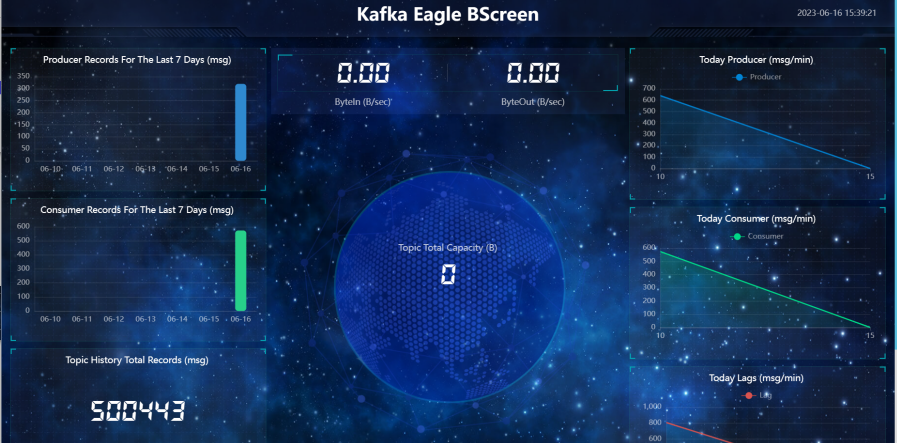 Kafka Eagle BScreen
2023-06-16 15:39:21
Producer Records For The Last 7 Days (msg)
350
300
250
200
150
100
50
0
06-10 06-11 06-12 06-13 06-14 06-15 06-16
Consumer Records For The Last 7 Days (msg)
600
500
400
300
200
100
0
06-10 06-11 06-12 06-13 06-14 06-15 06-16
Topic History Total Records (msg)
500443
0.00 0.00
ByteIn (B/sec) ByteOut (B/sec)
Topic Total Capacity (B)
0
Today Producer (msg/min)
Producer
700
600
500
400
300
200
100
0
10 15
Today Consumer (msg/min)
Consumer
600
500
400
300
200
100
0
10 15
Today Lags (msg/min)
Lag
1,000
800
600